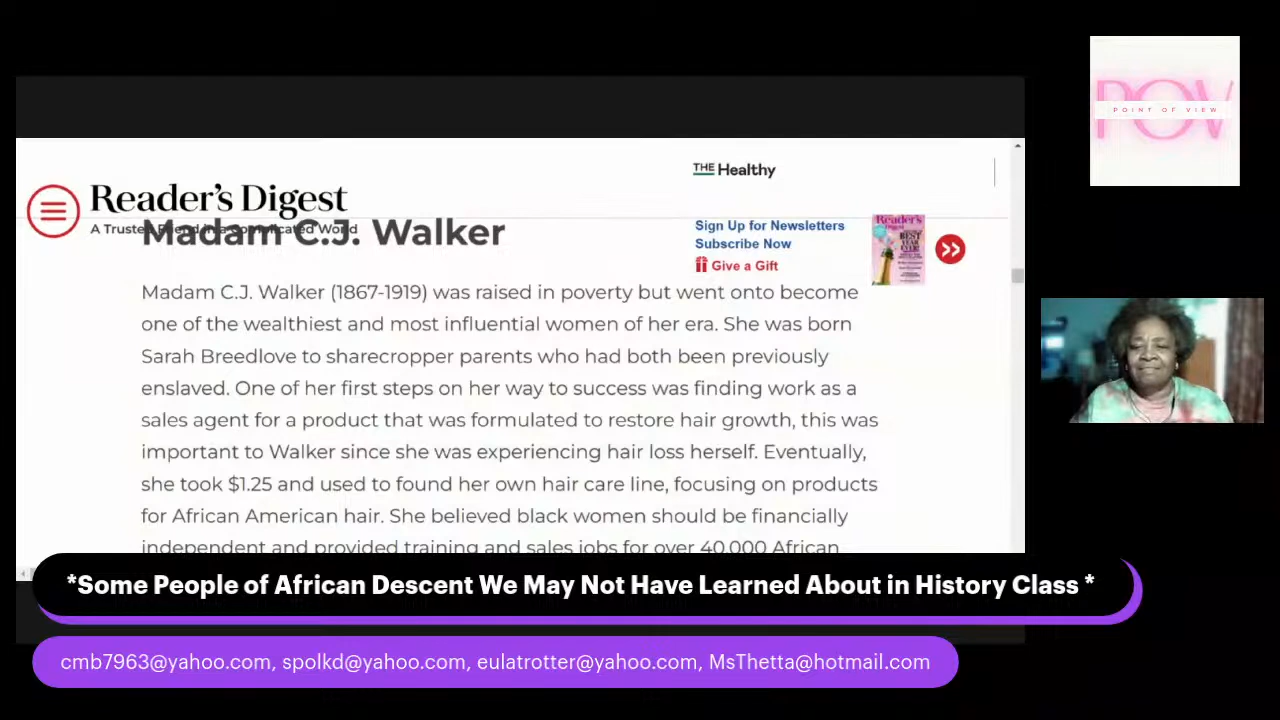 POV
POINT OF VIEW
THE Healthy
Reader's Digest
A Trusted Friend in a Complicated World
Madam C.J. Walker
Sign Up for Newsletters
Subscribe Now
Give a Gift
Reader's Digest
BEST
YEAR
EVER!
Madam C.J. Walker (1867-1919) was raised in poverty but went onto become
one of the wealthiest and most influential women of her era. She was born
Sarah Breedlove to sharecropper parents who had both been previously
enslaved. One of her first steps on her way to success was finding work as a
sales agent for a product that was formulated to restore hair growth, this was
important to Walker since she was experiencing hair loss herself. Eventually,
she took $1.25 and used to found her own hair care line, focusing on products
for African American hair. She believed black women should be financially
independent and provided training and sales jobs for over 40,000 African
*Some People of African Descent We May Not Have Learned About in History Class *
cmb7963@yahoo.com, spolkd@yahoo.com, eulatrotter@yahoo.com, MsThetta@hotmail.com